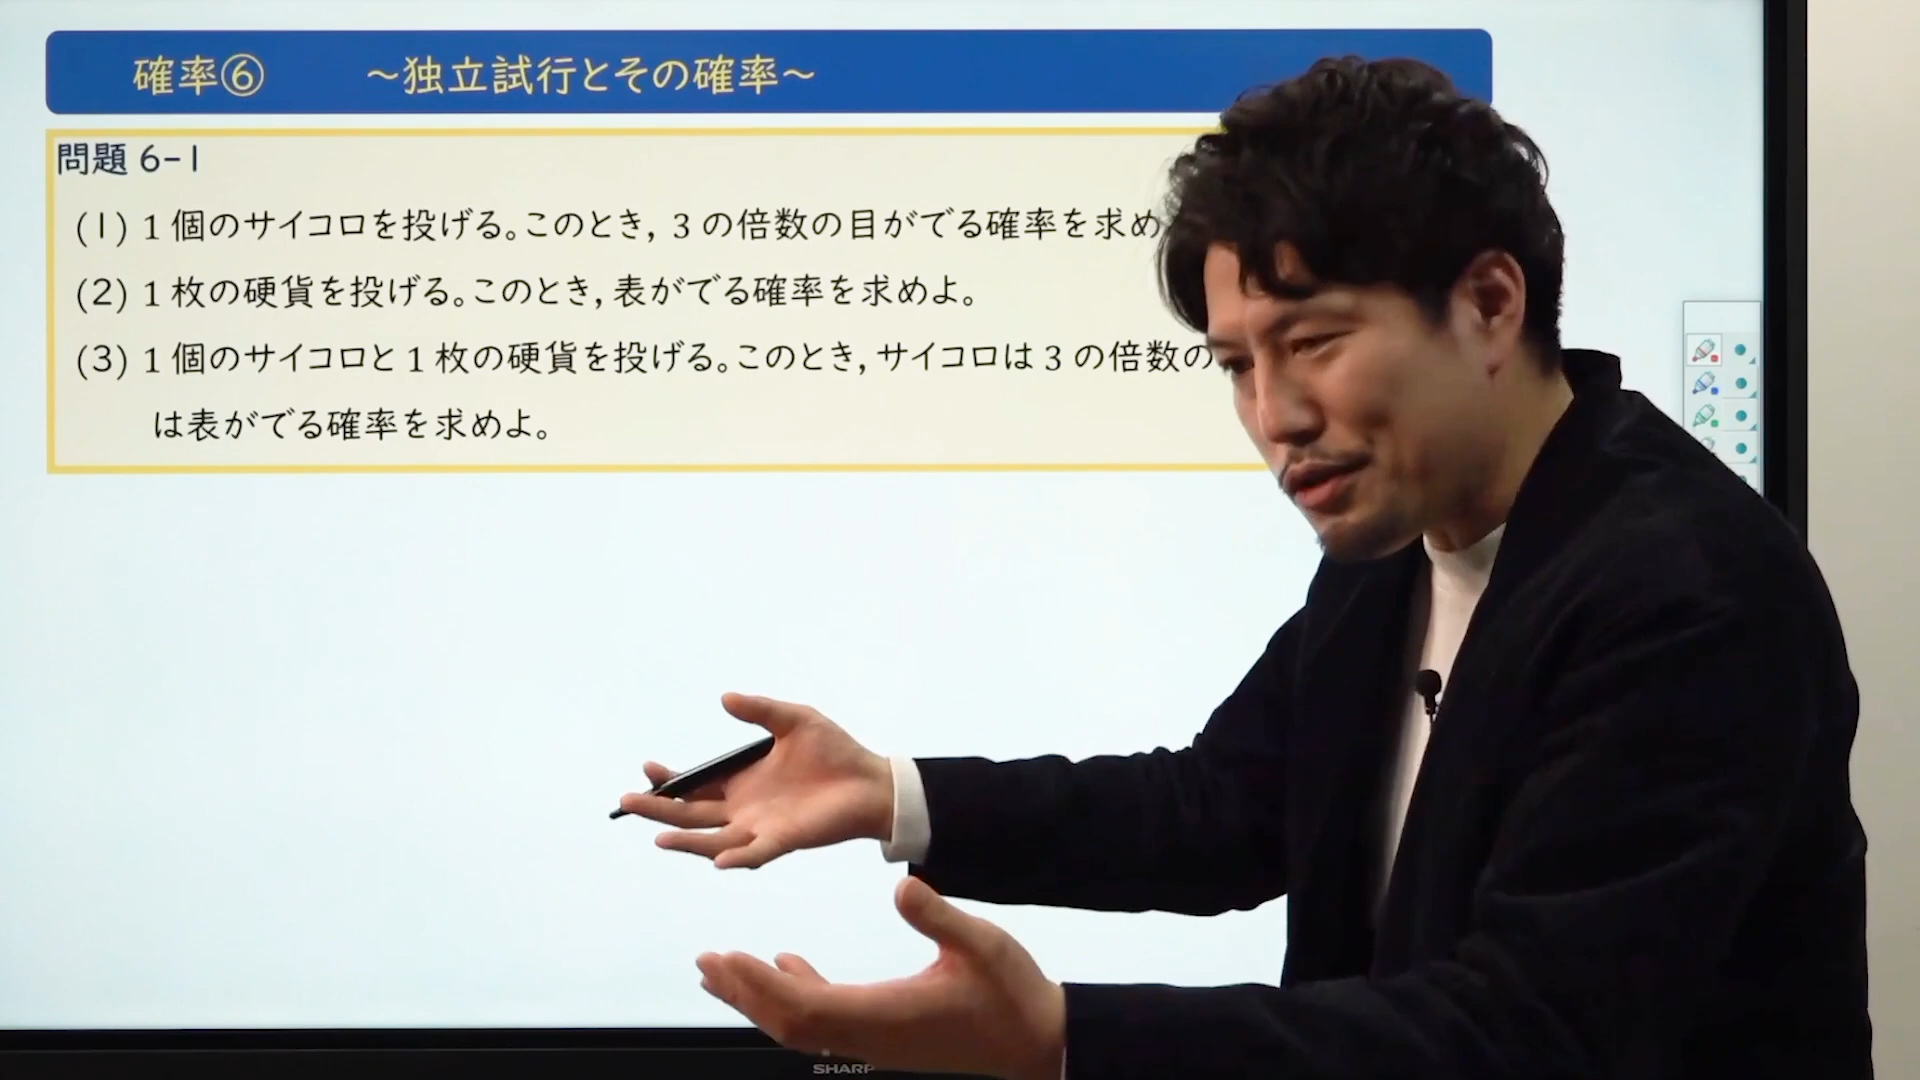 確率⑥ ～独立試行とその確率～
問題 6-1
(1) 1 個のサイコロを投げる。このとき, 3 の倍数の目がでる確率を求め
(2) 1 枚の硬貨を投げる。このとき, 表がでる確率を求めよ。
(3) 1 個のサイコロと 1 枚の硬貨を投げる。このとき, サイコロは 3 の倍数の
は表がでる確率を求めよ。
SHARP